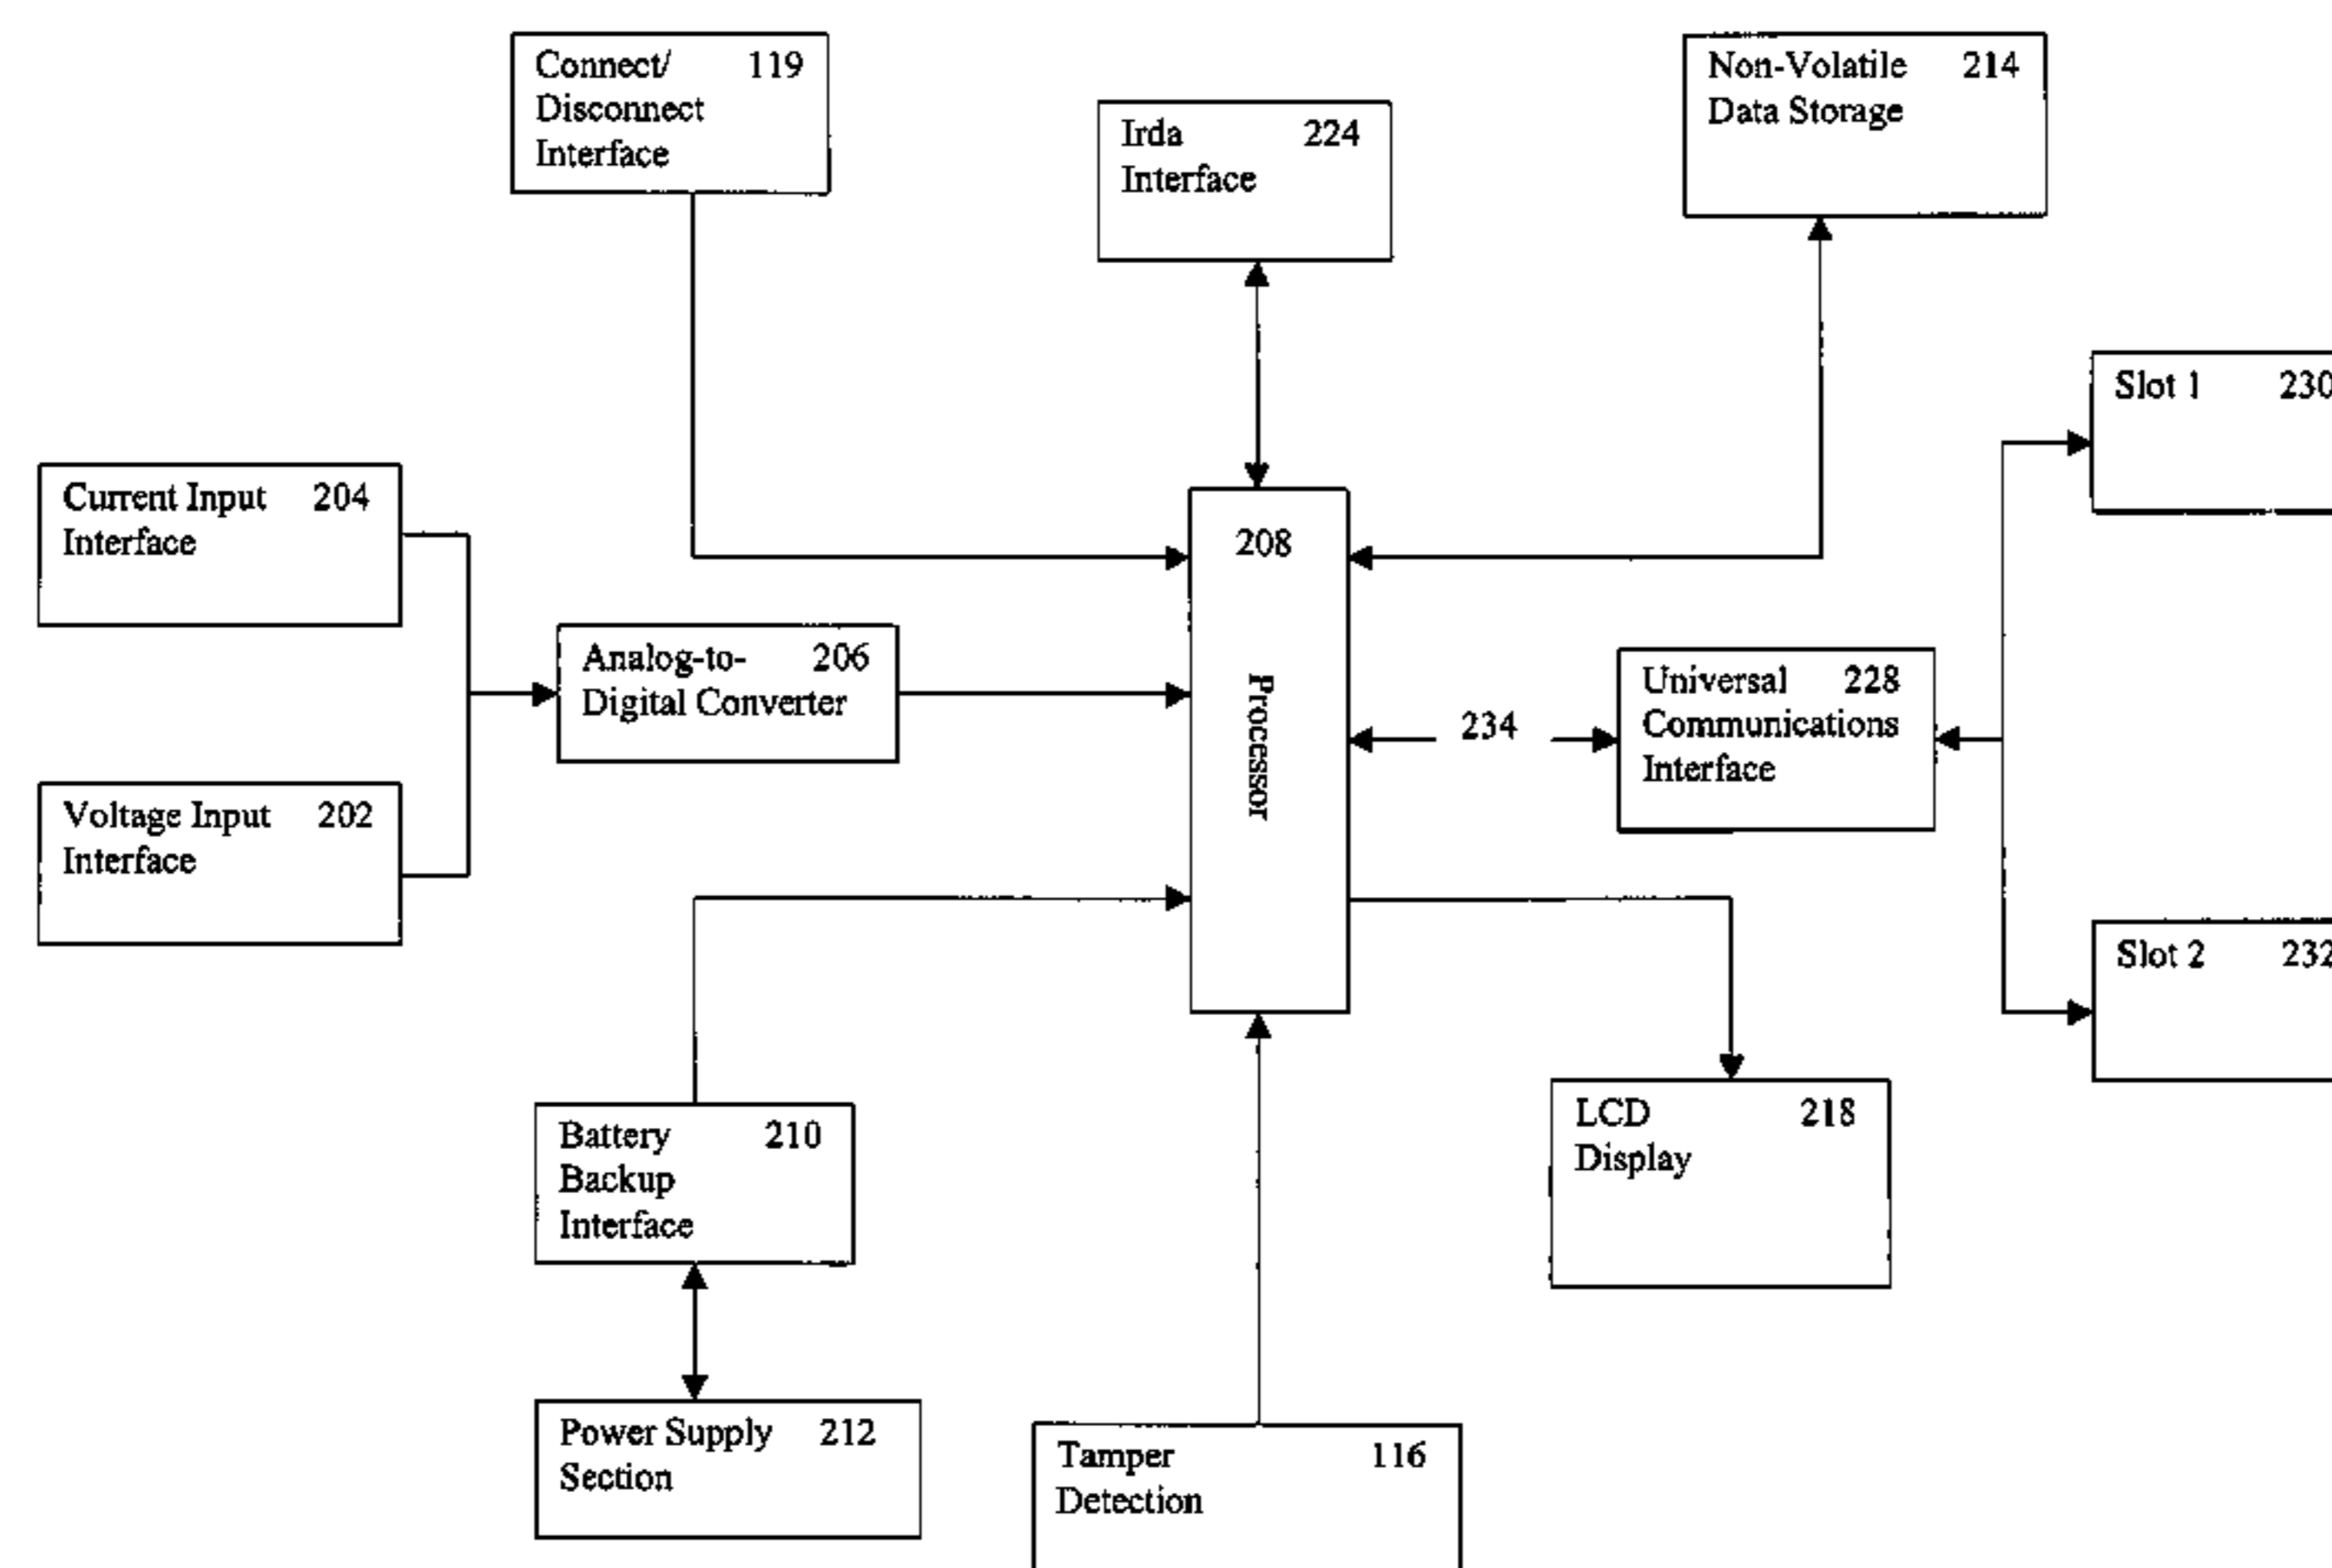 Connect/ 119
Disconnect
Interface
Irda 224
Interface
Non-Volatile 214
Data Storage
Slot 1 230
Current Input 204
Interface
208
Processor
Analog-to- 206
Digital Converter
Universal 228
Communications
Interface
234
Voltage Input 202
Interface
Slot 2 232
Battery 210
Backup
Interface
LCD 218
Display
Power Supply 212
Section
Tamper 116
Detection